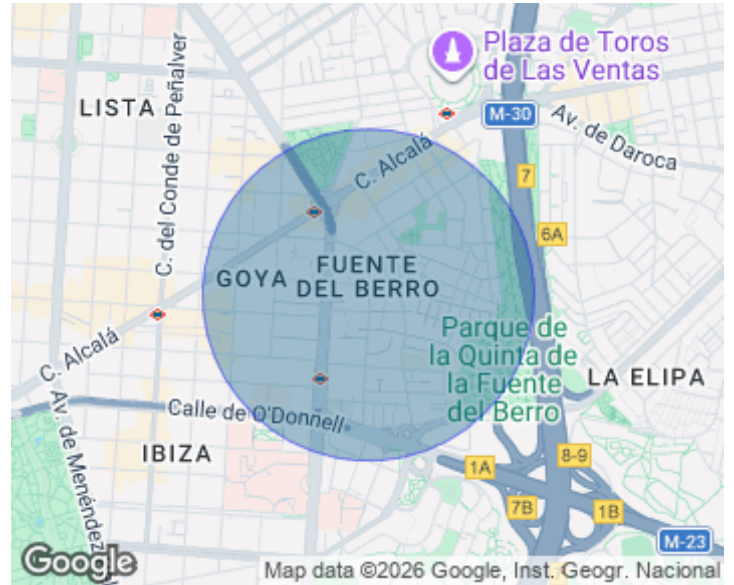 Plaza de Toros
de Las Ventas
LISTA
M-30
Av. de Daroca
C. Alcalá
C. del Conde de Peñalver
7
6A
GOYA
FUENTE
DEL BERRO
C. Alcalá
Parque de
la Quinta de
la Fuente
del Berro
LA ELIPA
Calle de O'Donnell
Av. de Menéndez
IBIZA
1A
8-9
7B
1B
M-23
Google
Map data ©2026 Google, Inst. Geogr. Nacional